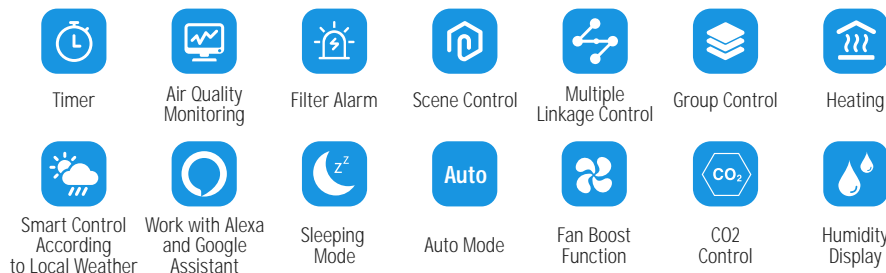 Timer
Air Quality
Monitoring
Filter Alarm
Scene Control
Multiple
Linkage Control
Group Control
Heating
Smart Control
According
to Local Weather
Work with Alexa
and Google
Assistant
zZ
Sleeping
Mode
Auto
Auto Mode
Fan Boost
Function
CO₂
CO2
Control
Humidity
Display